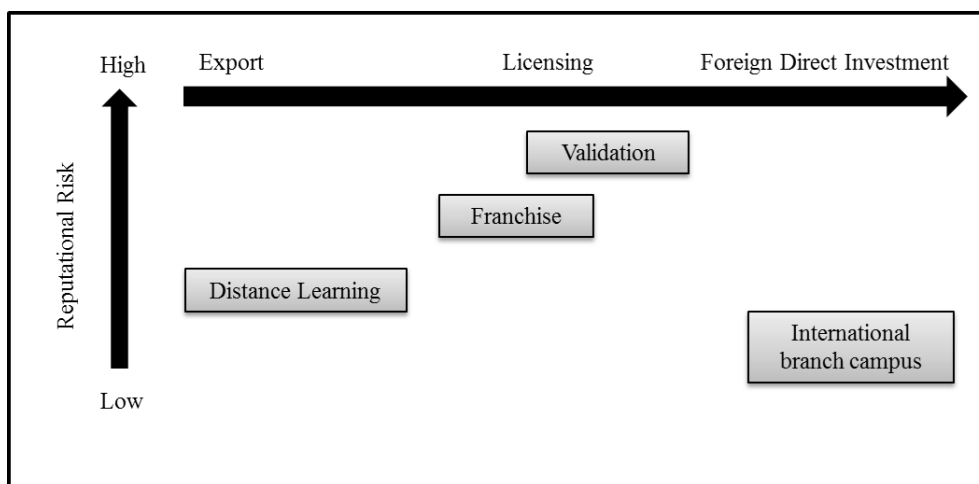 High
Export
Licensing
Foreign Direct Investment
Reputational Risk
Validation
Franchise
Distance Learning
International
branch campus
Low